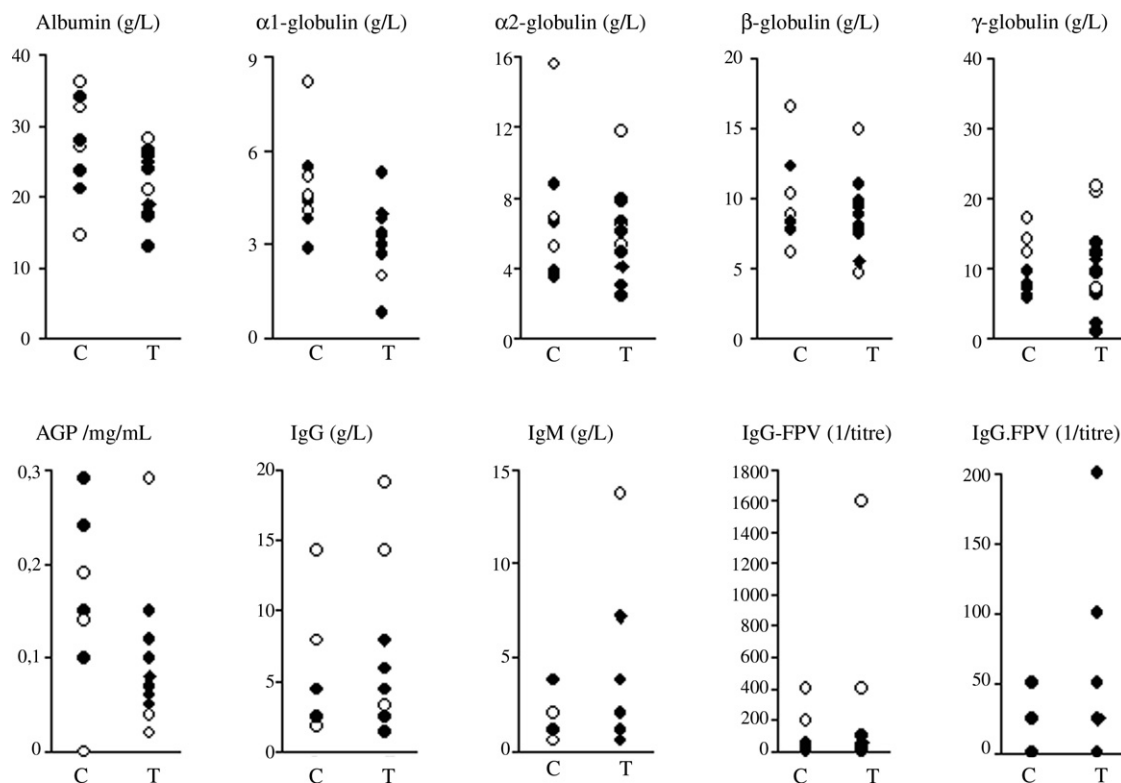 Albumin (g/L)
40
30
20
10
0
C T
α1-globulin (g/L)
9
6
3
0
C T
α2-globulin (g/L)
16
12
8
4
0
C T
β-globulin (g/L)
20
15
10
5
0
C T
γ-globulin (g/L)
40
30
20
10
0
C T
AGP /mg/mL
0,3
0,2
0,1
0
C T
IgG (g/L)
20
15
10
5
0
C T
IgM (g/L)
15
10
5
0
C T
IgG-FPV (1/titre)
1800
1600
1400
1200
1000
800
600
400
200
0
C T
IgG.FPV (1/titre)
200
150
100
50
0
C T